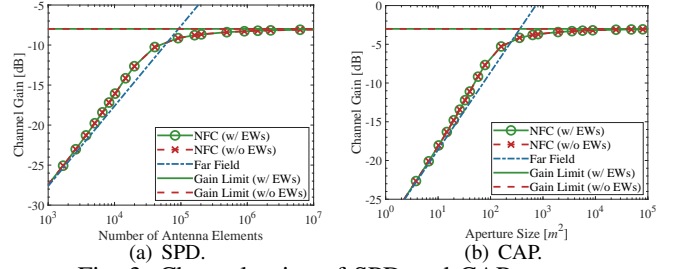 -5
-10
-15
-20
-25
-30
Channel Gain [dB]
NFC (w/ EWs)
NFC (w/o EWs)
Far Field
Gain Limit (w/ EWs)
Gain Limit (w/o EWs)
10^3 10^4 10^5 10^6 10^7
Number of Antenna Elements
(a) SPD.
0
-5
-10
-15
-20
-25
Channel Gain [dB]
NFC (w/ EWs)
NFC (w/o EWs)
Far Field
Gain Limit (w/ EWs)
Gain Limit (w/o EWs)
10^0 10^1 10^2 10^3 10^4 10^5
Aperture Size [m^2]
(b) CAP.